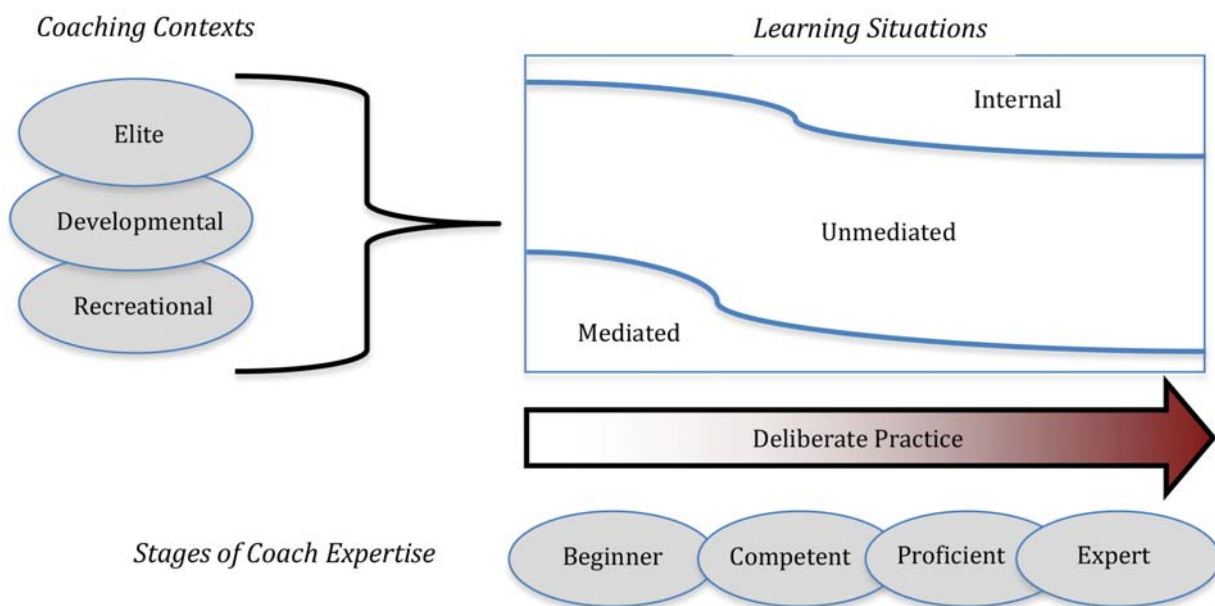 Coaching Contexts
Learning Situations
Elite
Developmental
Recreational
Internal
Unmediated
Mediated
Deliberate Practice
Stages of Coach Expertise
Beginner
Competent
Proficient
Expert